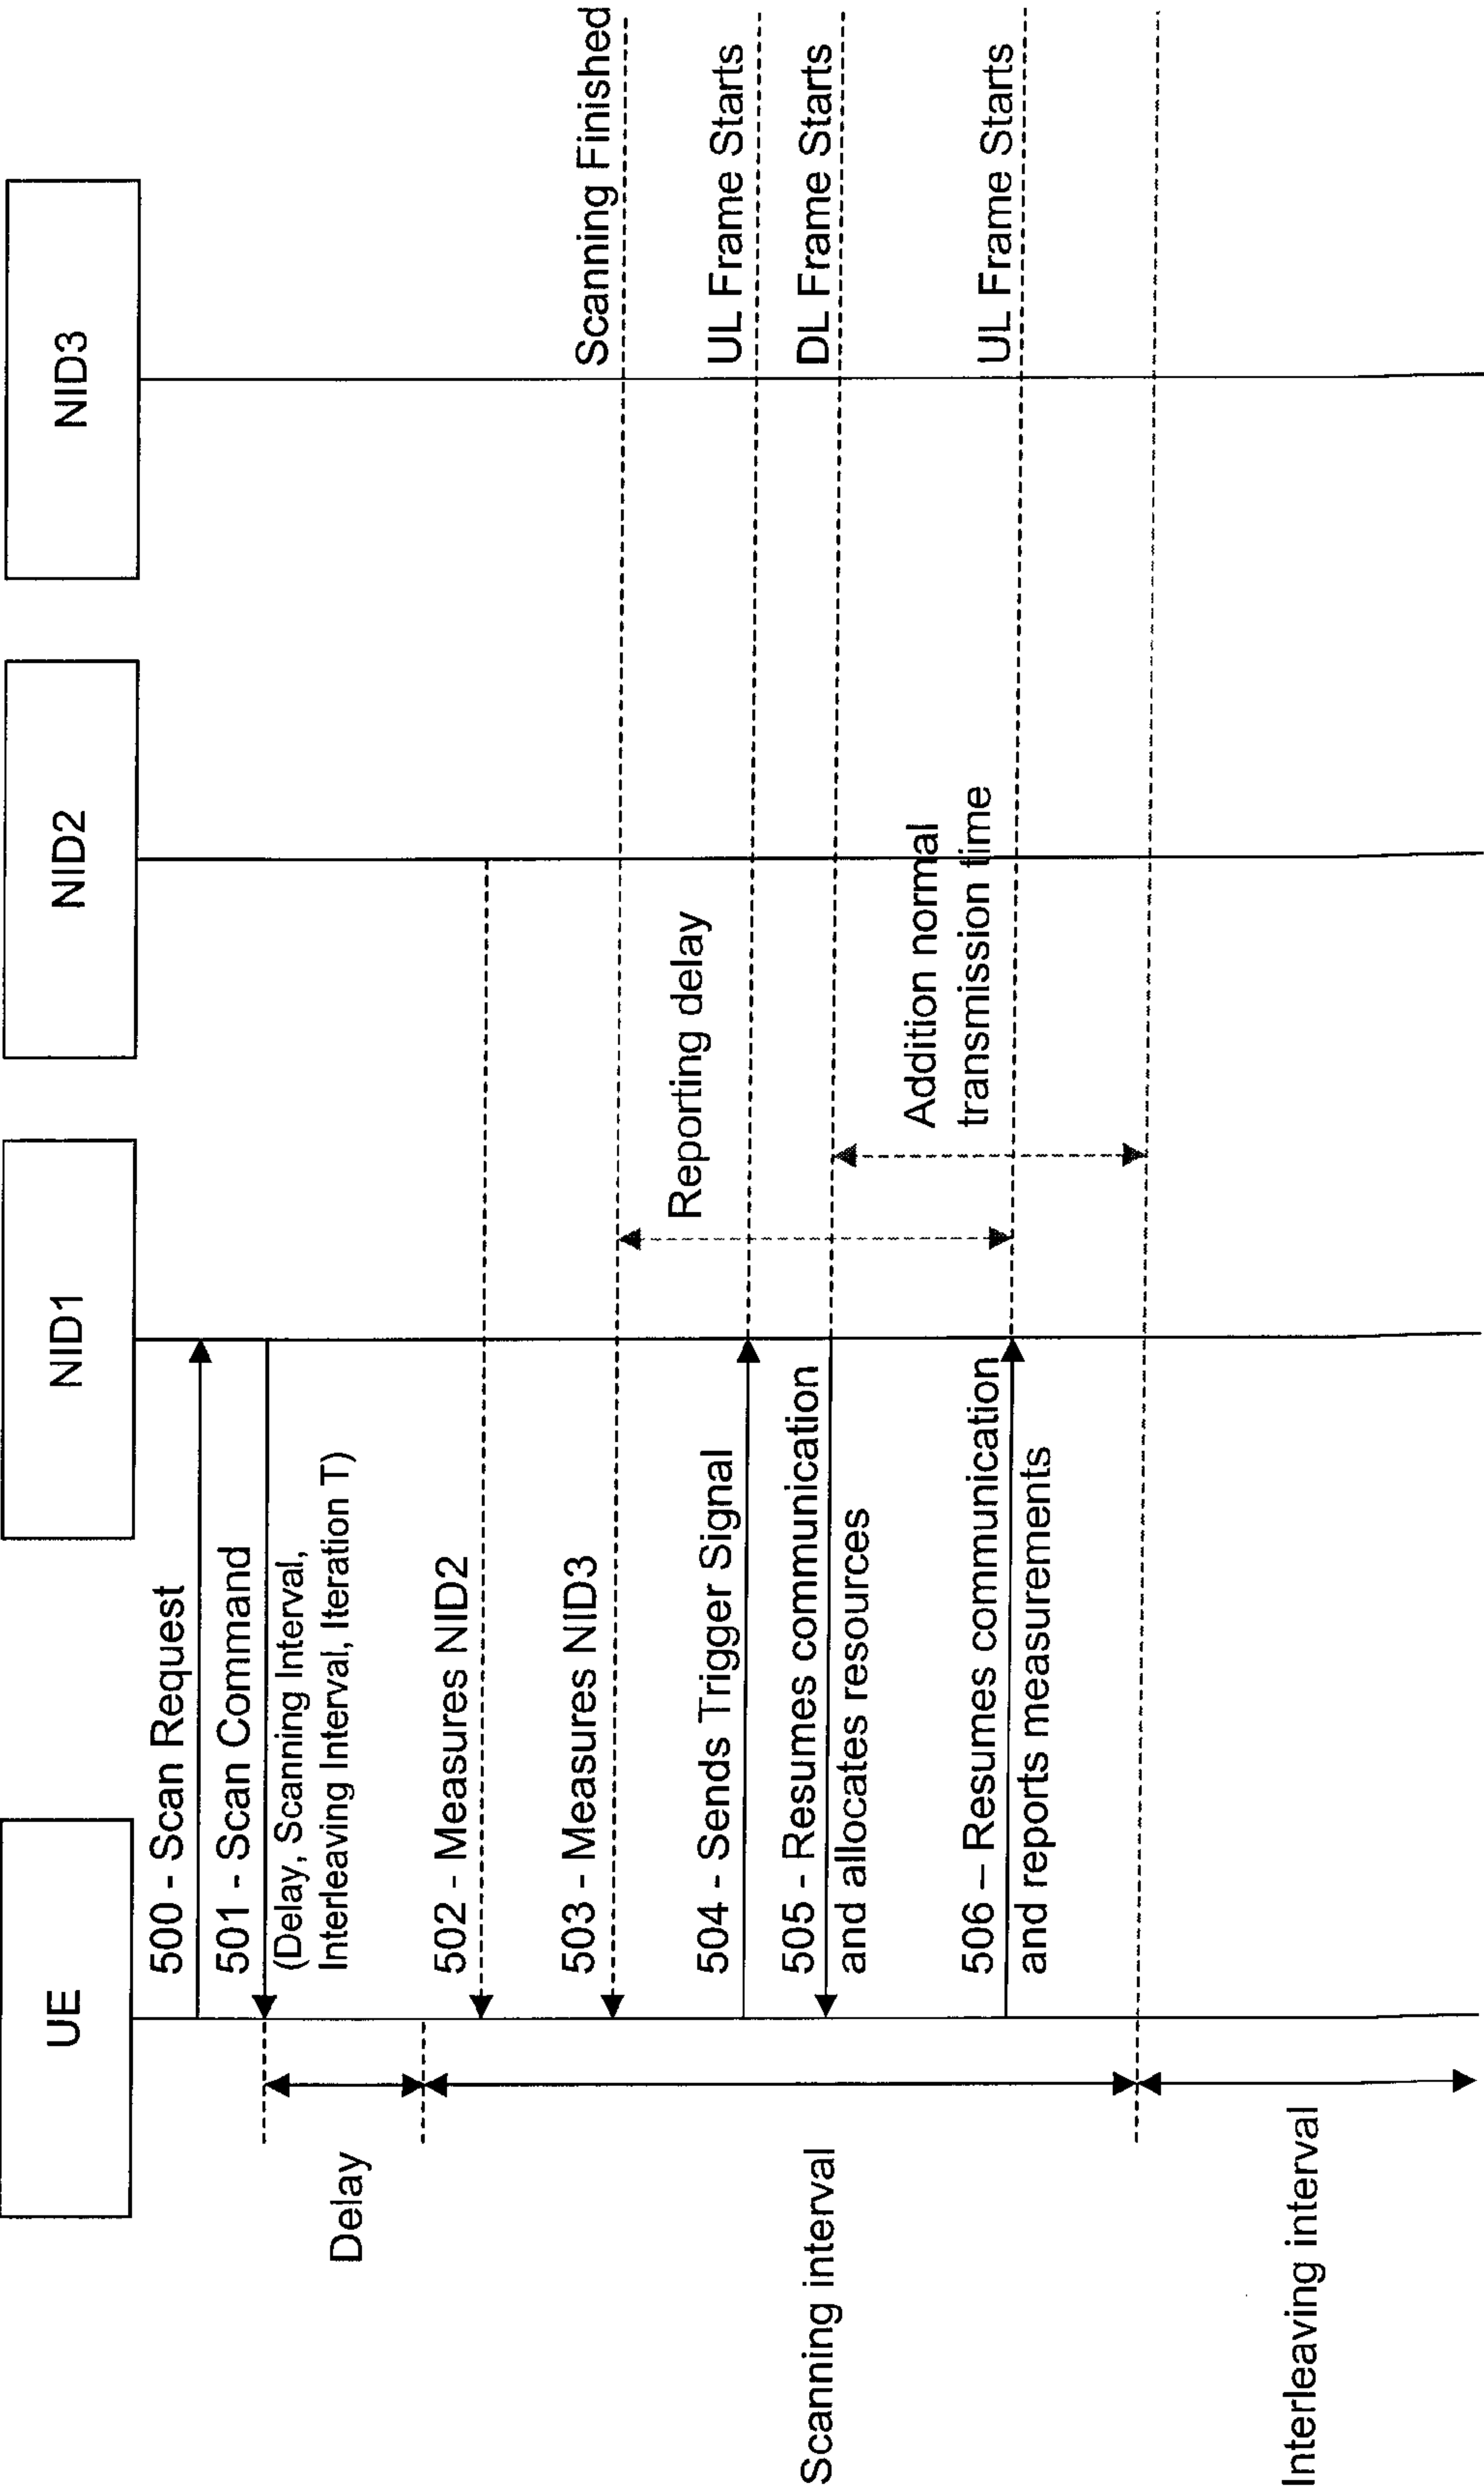 UE
NID1
NID2
NID3
500 - Scan Request
501 - Scan Command
(Delay, Scanning Interval,
Interleaving Interval, Iteration T)
Delay
502 - Measures NID2
503 - Measures NID3
Scanning Finished
Reporting delay
504 - Sends Trigger Signal
UL Frame Starts
505 - Resumes communication
and allocates resources
DL Frame Starts
Scanning interval
Addition normal
transmission time
506 – Resumes communication
and reports measurements
UL Frame Starts
Interleaving interval